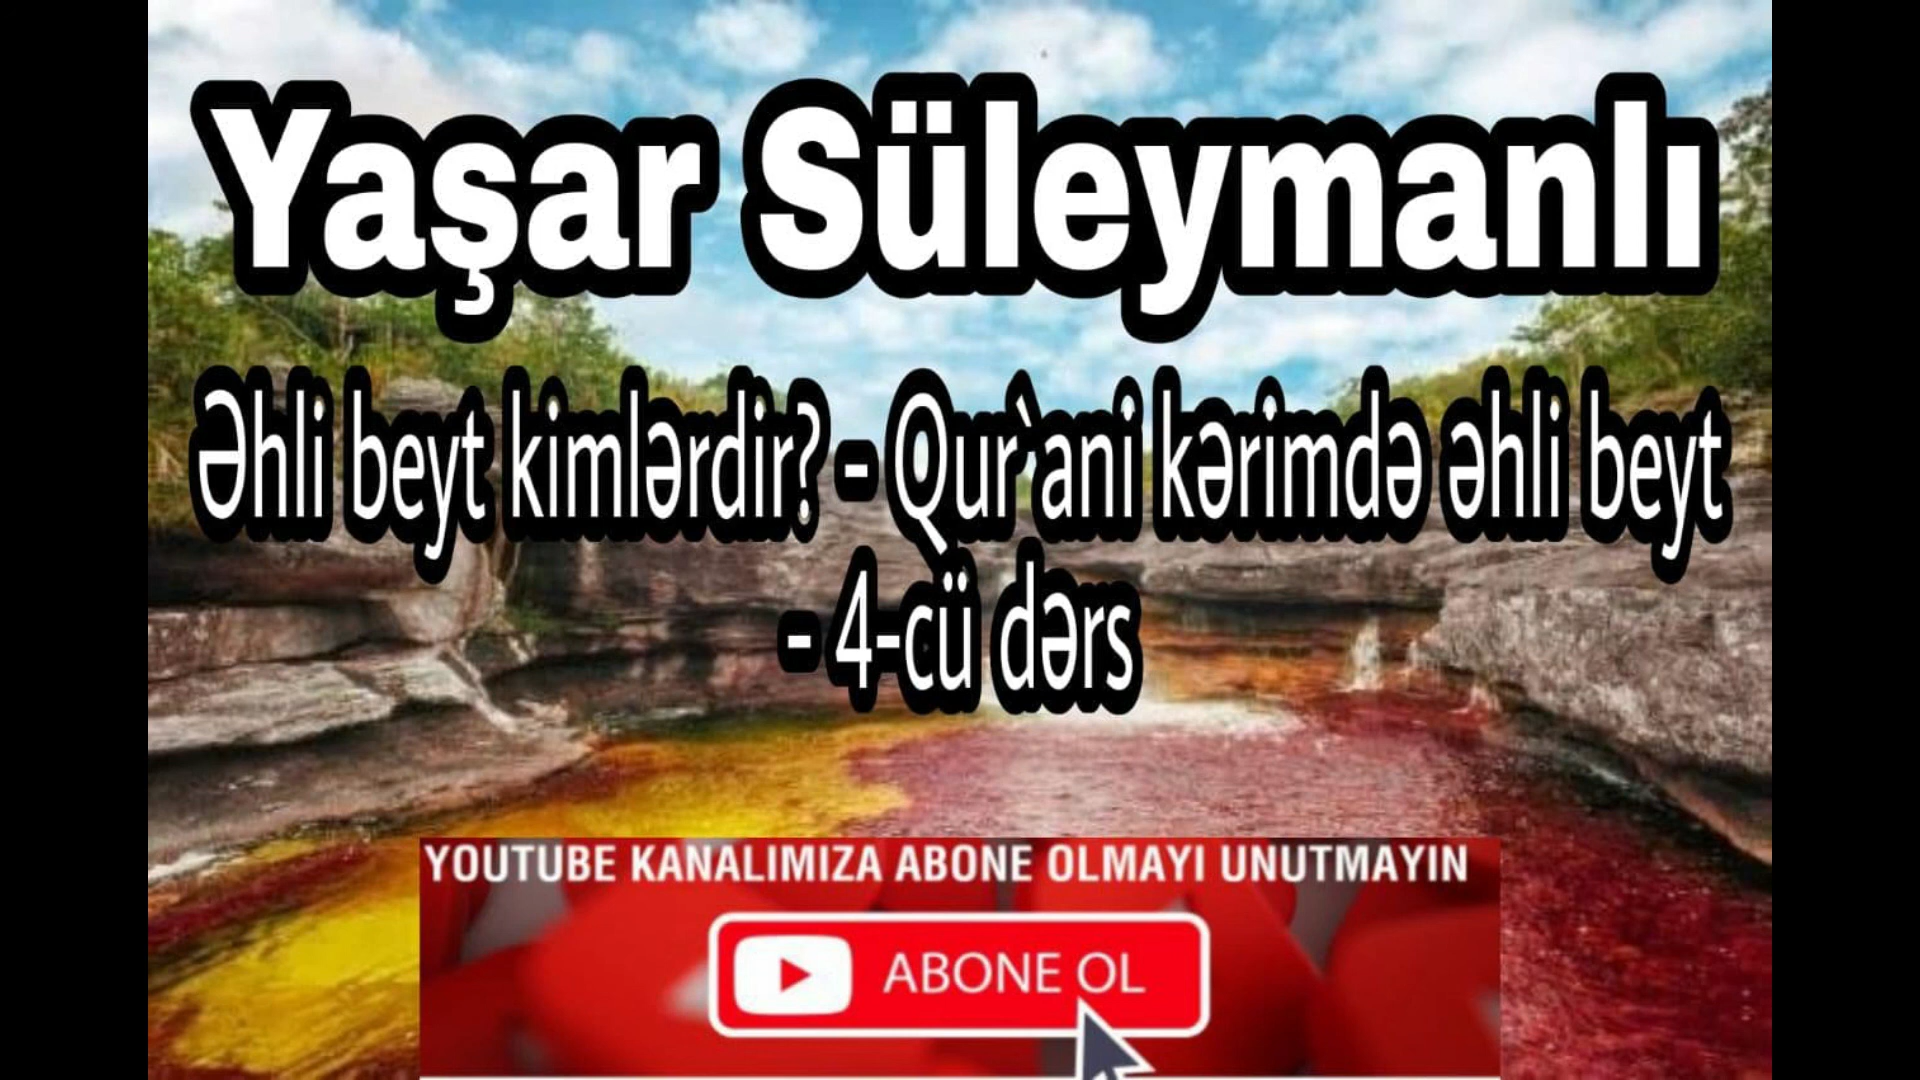 Yaşar Süleymanlı
Əhli beyt kimlərdir? - Qur`ani kərimdə əhli beyt
- 4-cü dərs
YOUTUBE KANALIMIZA ABONE OLMAYI UNUTMAYIN
ABONE OL